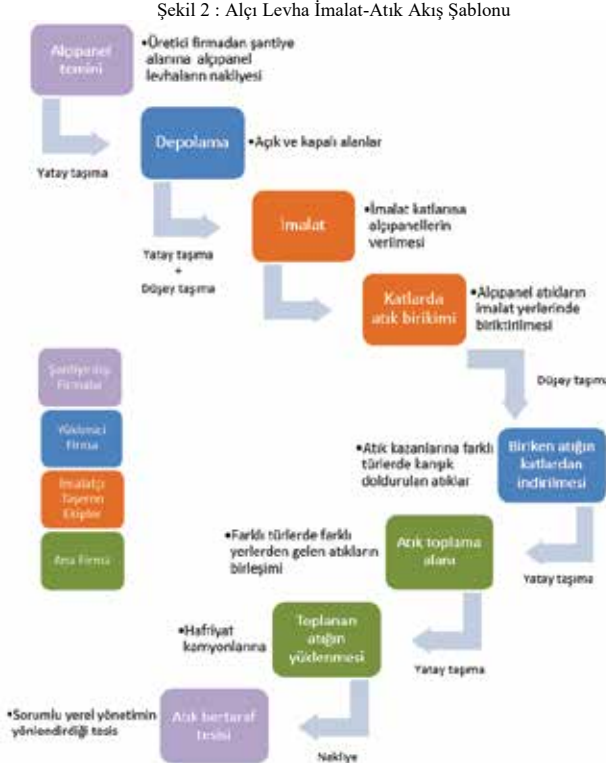 Şekil 2 : Alçı Levha İmalat-Atık Akış Şablonu
Alçıpanel
temini
•Üretici firmadan şantiye
alanına alçıpanel
levhaların nakliyesi
Yatay taşıma
Depolama
•Açık ve kapalı alanlar
Yatay taşıma
+
Düşey taşıma
İmalat
•İmalat katlarına
alçıpanellerin
verilmesi
Katlarda
atık birikimi
•Alçıpanel atıkların
imalat yerlerinde
biriktirilmesi
Düşey taşıma
Şantiye dışı
Firmalar
Yüklenici
Firma
İmalatçı
Taşeron
Ekipler
Ana Firma
•Atık kazanlarına farklı
türlerde karışık
doldurulan atıklar
Biriken atığın
katlardan
indirilmesi
Yatay taşıma
•Farklı türlerde farklı
yerlerden gelen atıkların
birleşimi
Atık toplama
alanı
Yatay taşıma
•Hafriyat
kamyonlarına
Toplanan
atığın
yüklenmesi
Nakliye
•Sorumlu yerel yönetimin
yönlendirdiği tesis
Atık bertaraf
tesisi